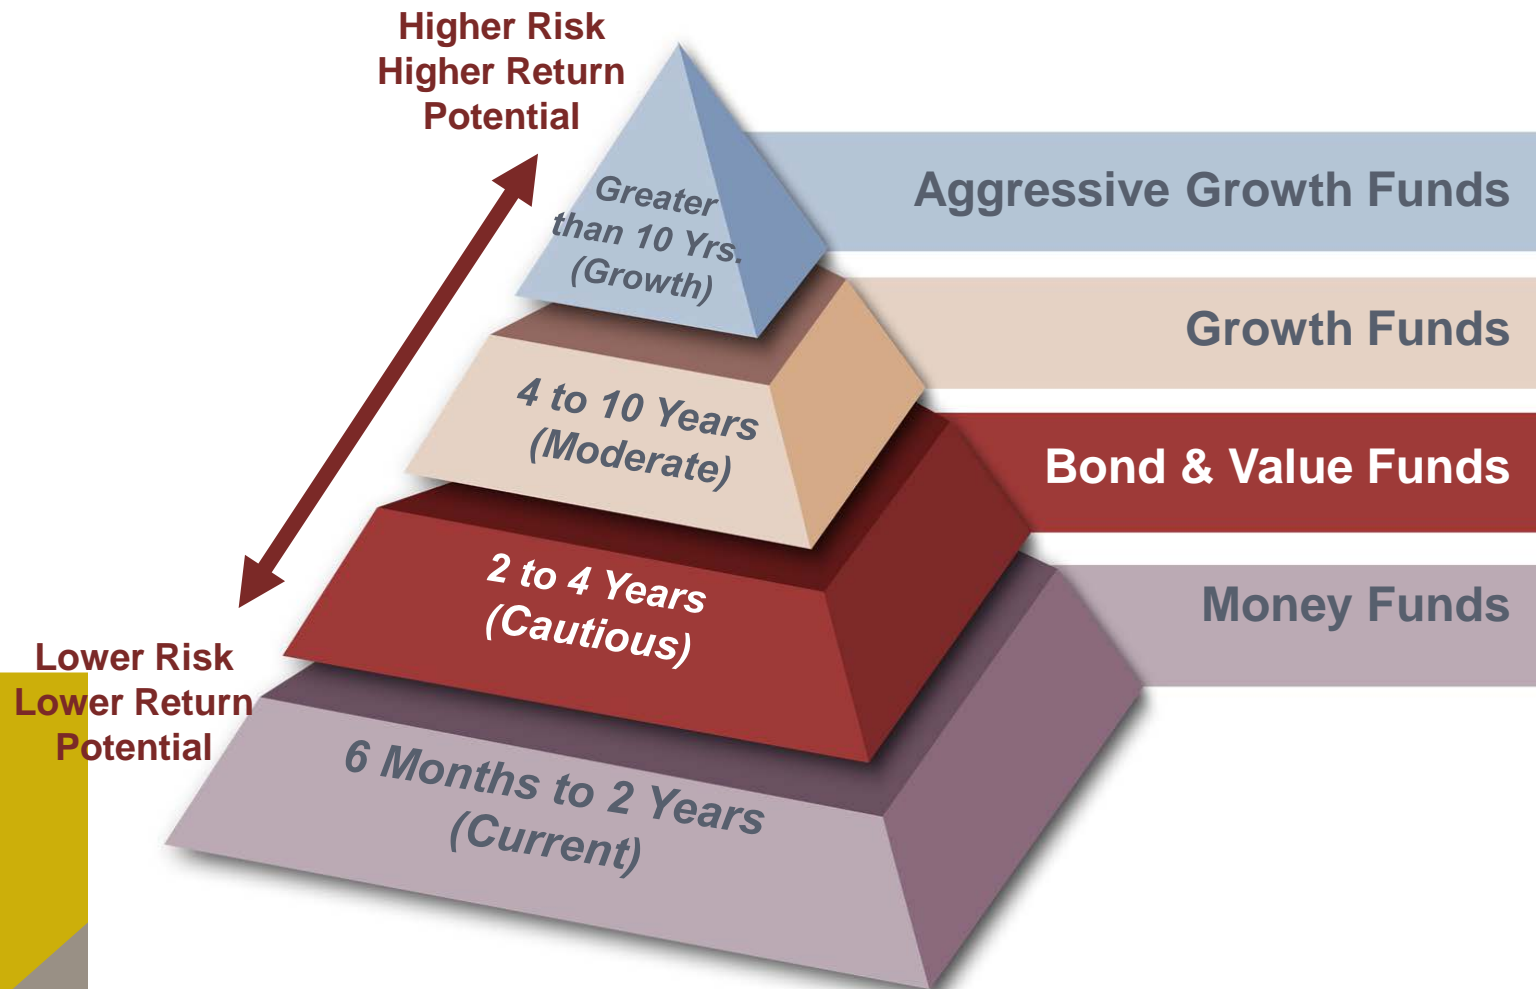 Higher Risk
Higher Return
Potential
Greater
than 10 Yrs.
(Growth)
Aggressive Growth Funds
Growth Funds
4 to 10 Years
(Moderate)
Bond & Value Funds
2 to 4 Years
(Cautious)
Money Funds
Lower Risk
Lower Return
Potential
6 Months to 2 Years
(Current)